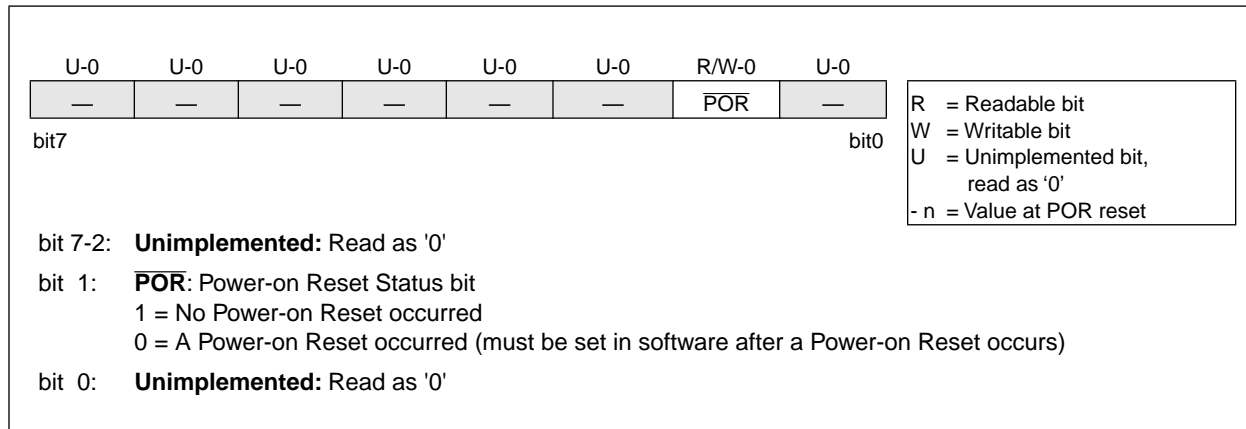 U-0 U-0 U-0 U-0 U-0 U-0 R/W-0 U-0
— — — — — — POR —
bit7 bit0
R = Readable bit
W = Writable bit
U = Unimplemented bit,
read as ‘0’
- n = Value at POR reset
bit 7-2: Unimplemented: Read as '0'
bit 1: POR: Power-on Reset Status bit
1 = No Power-on Reset occurred
0 = A Power-on Reset occurred (must be set in software after a Power-on Reset occurs)
bit 0: Unimplemented: Read as '0'